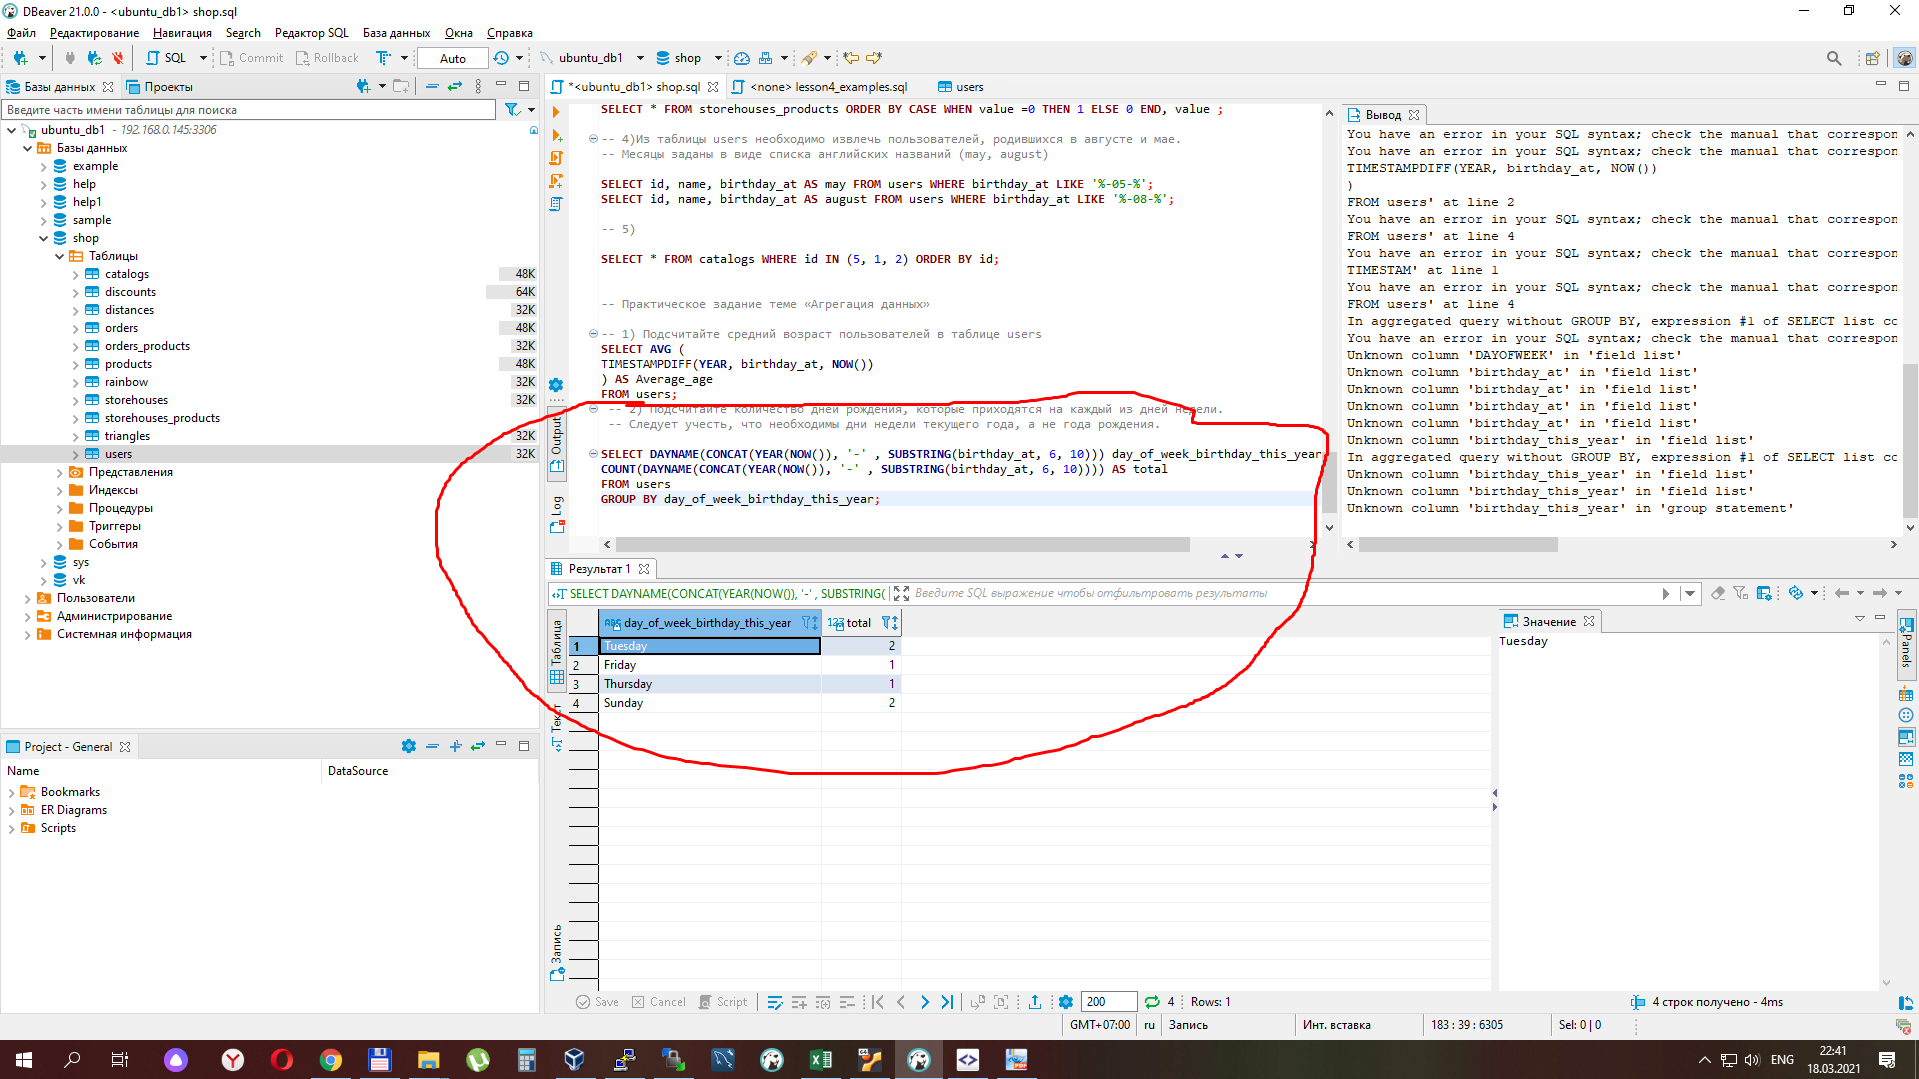 DBeaver 21.0.0 - <ubuntu_db1> shop.sql
Файл Редактирование Навигация Search Редактор SQL База данных Окна Справка
SQL Commit Rollback Auto ubuntu_db1 shop
Базы данных Проекты
Введите часть имени таблицы для поиска
ubuntu_db1 - 192.168.0.145:3306
Базы данных
example
help
help1
sample
shop
Таблицы
catalogs 48K
discounts 64K
distances 32K
orders 48K
orders_products 32K
products 48K
rainbow 32K
storehouses 32K
storehouses_products
triangles 32K
users 32K
Представления
Индексы
Процедуры
Триггеры
События
sys
vk
Пользователи
Администрирование
Системная информация
Project - General
Name DataSource
Bookmarks
ER Diagrams
Scripts
*<ubuntu_db1> shop.sql <none> lesson4_examples.sql users
SELECT * FROM storehouses_products ORDER BY CASE WHEN value =0 THEN 1 ELSE 0 END, value ;
-- 4)Из таблицы users необходимо извлечь пользователей, родившихся в августе и мае.
-- Месяцы заданы в виде списка английских названий (may, august)
SELECT id, name, birthday_at AS may FROM users WHERE birthday_at LIKE '%-05-%';
SELECT id, name, birthday_at AS august FROM users WHERE birthday_at LIKE '%-08-%';
-- 5)
SELECT * FROM catalogs WHERE id IN (5, 1, 2) ORDER BY id;
-- Практическое задание теме «Агрегация данных»
-- 1) Подсчитайте средний возраст пользователей в таблице users
SELECT AVG (
TIMESTAMPDIFF(YEAR, birthday_at, NOW())
) AS Average_age
FROM users;
-- 2) Подсчитайте количество дней рождения, которые приходятся на каждый из дней недели.
-- Следует учесть, что необходимы дни недели текущего года, а не года рождения.
SELECT DAYNAME(CONCAT(YEAR(NOW()), '-' , SUBSTRING(birthday_at, 6, 10))) day_of_week_birthday_this_year
COUNT(DAYNAME(CONCAT(YEAR(NOW()), '-' , SUBSTRING(birthday_at, 6, 10)))) AS total
FROM users
GROUP BY day_of_week_birthday_this_year;
Output
Log
Вывод
You have an error in your SQL syntax; check the manual that correspon
You have an error in your SQL syntax; check the manual that correspon
TIMESTAMPDIFF(YEAR, birthday_at, NOW())
)
FROM users' at line 2
You have an error in your SQL syntax; check the manual that correspon
FROM users' at line 4
You have an error in your SQL syntax; check the manual that correspon
TIMESTAM' at line 1
You have an error in your SQL syntax; check the manual that correspon
FROM users' at line 4
In aggregated query without GROUP BY, expression #1 of SELECT list co
You have an error in your SQL syntax; check the manual that correspon
Unknown column 'DAYOFWEEK' in 'field list'
Unknown column 'birthday_at' in 'field list'
Unknown column 'birthday_at' in 'field list'
Unknown column 'birthday_at' in 'field list'
Unknown column 'birthday_at' in 'field list'
Unknown column 'birthday_this_year' in 'field list'
In aggregated query without GROUP BY, expression #1 of SELECT list co
Unknown column 'birthday_this_year' in 'field list'
Unknown column 'birthday_this_year' in 'field list'
Unknown column 'birthday_this_year' in 'group statement'
Результат 1
SELECT DAYNAME(CONCAT(YEAR(NOW()), '-' , SUBSTRING( Введите SQL выражение чтобы отфильтровать результаты
Таблица
Текст
Запись
ABC day_of_week_birthday_this_year 123 total
1 Tuesday 2
2 Friday 1
3 Thursday 1
4 Sunday 2
Значение
Tuesday
Panels
Save Cancel Script 200 4 Rows: 1 4 строк получено - 4ms
GMT+07:00 ru Запись Инт. вставка 183 : 39 : 6305 Sel: 0 | 0
ENG 22:41
18.03.2021